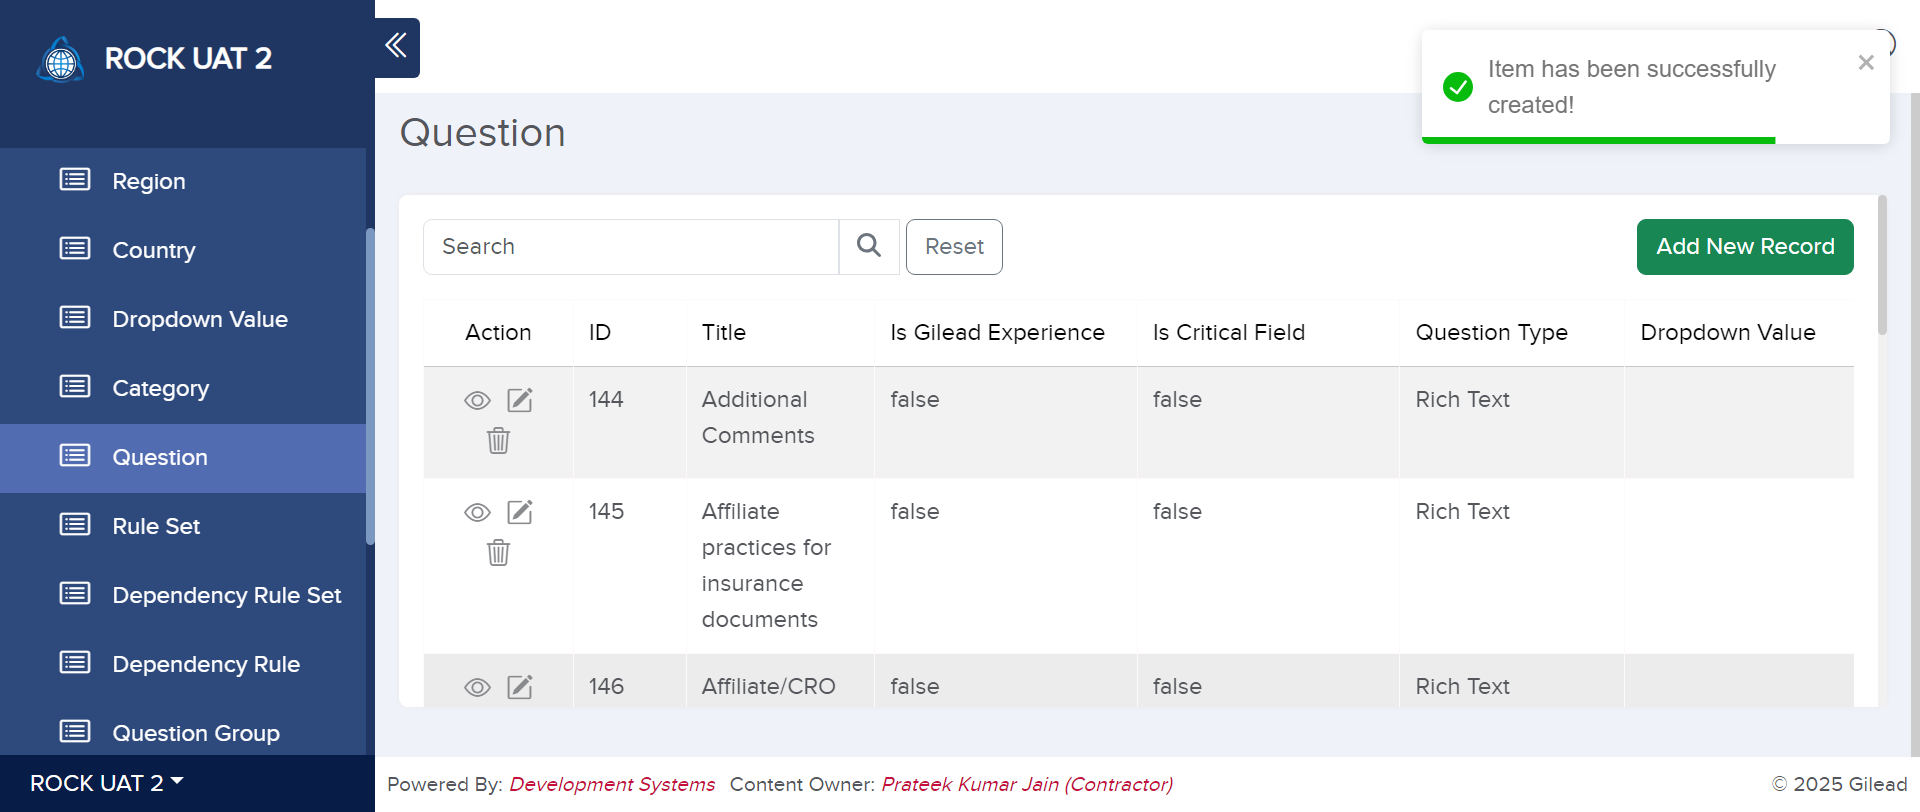 ROCK UAT 2
Region
Country
Dropdown Value
Category
Question
Rule Set
Dependency Rule Set
Dependency Rule
Question Group
ROCK UAT 2
Item has been successfully
created!
Question
Search
Reset
Add New Record
Action ID Title Is Gilead Experience Is Critical Field Question Type Dropdown Value
144 Additional false false Rich Text
Comments
145 Affiliate false false Rich Text
practices for
insurance
documents
146 Affiliate/CRO false false Rich Text
Powered By: Development Systems Content Owner: Prateek Kumar Jain (Contractor) © 2025 Gilead